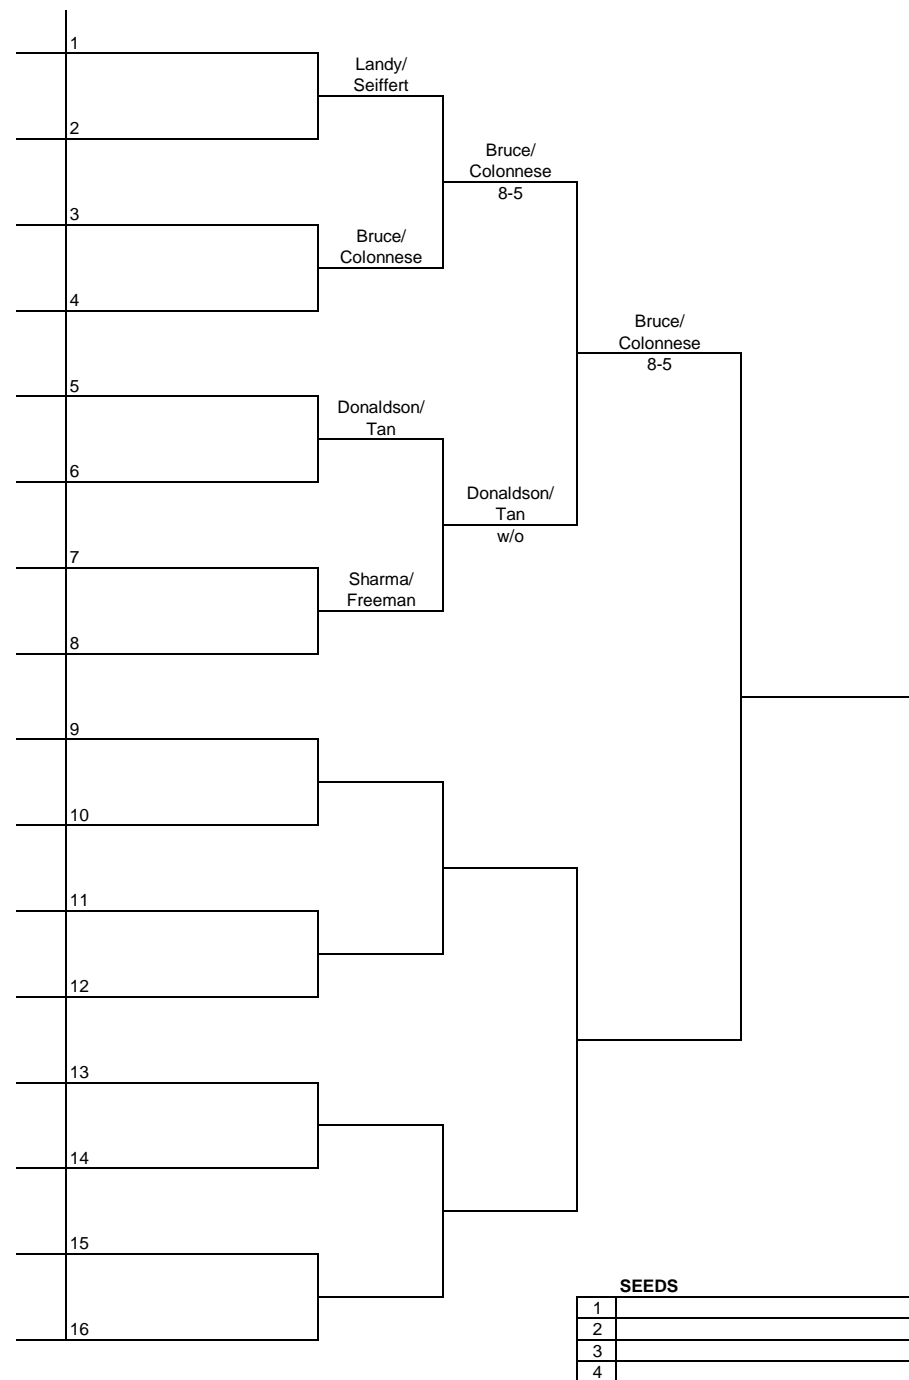 1
Landy/
Seiffert
2
Bruce/
Colonnese
8-5
3
Bruce/
Colonnese
4
Bruce/
Colonnese
8-5
5
Donaldson/
Tan
6
Donaldson/
Tan
w/o
7
Sharma/
Freeman
8
9
10
11
12
13
14
15
16
SEEDS
1
2
3
4